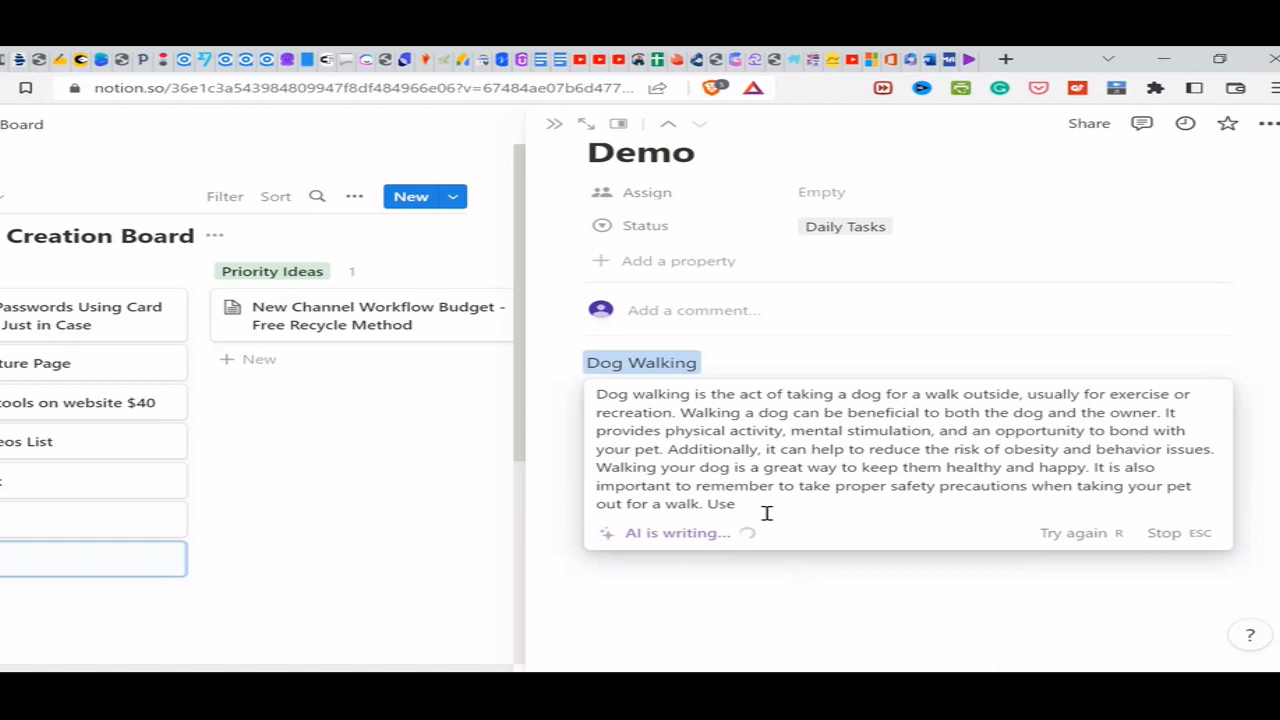 notion.so/36e1c3a543984809947f8df484966e06?v=67484ae07b6d477...
Board
Filter Sort ••• New
Creation Board •••
Priority Ideas 1
Passwords Using Card
Just in Case
New Channel Workflow Budget -
Free Recycle Method
+ New
ture Page
tools on website $40
eos List
Share •••
Demo
Assign Empty
Status Daily Tasks
+ Add a property
Add a comment...
Dog Walking
Dog walking is the act of taking a dog for a walk outside, usually for exercise or
recreation. Walking a dog can be beneficial to both the dog and the owner. It
provides physical activity, mental stimulation, and an opportunity to bond with
your pet. Additionally, it can help to reduce the risk of obesity and behavior issues.
Walking your dog is a great way to keep them healthy and happy. It is also
important to remember to take proper safety precautions when taking your pet
out for a walk. Use
AI is writing... Try again R Stop ESC
?